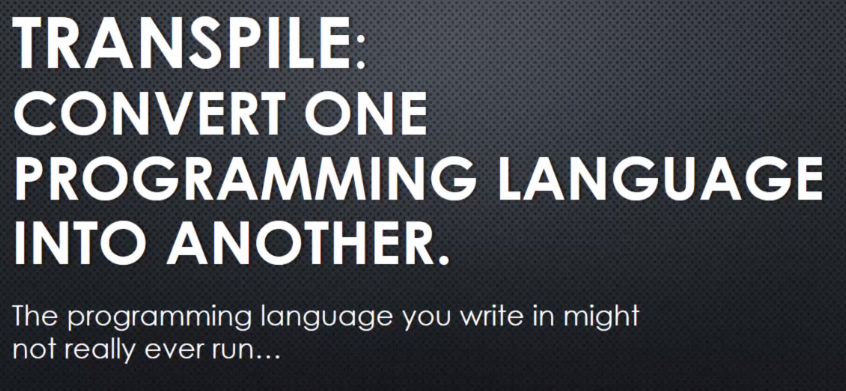 TRANSPILE:
CONVERT ONE
PROGRAMMING LANGUAGE
INTO ANOTHER.
The programming language you write in might
not really ever run...